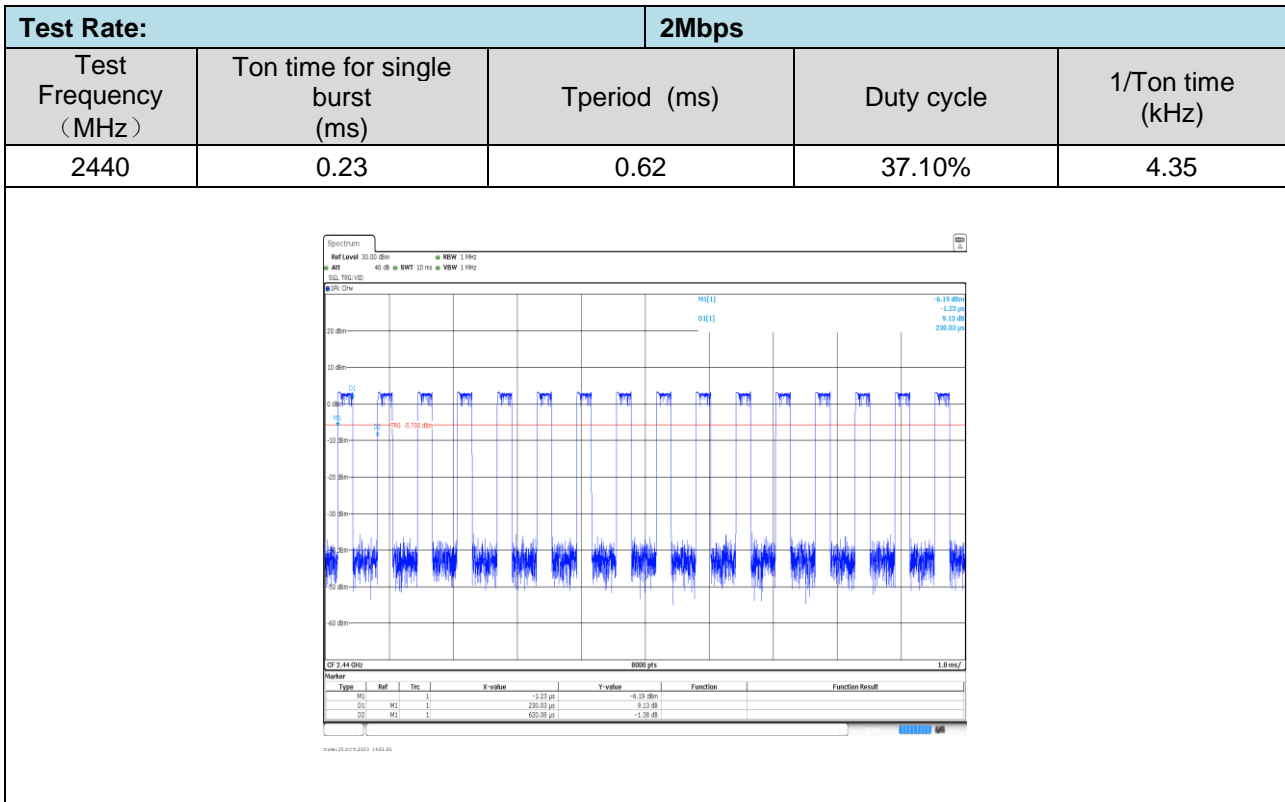 Test Rate: 2Mbps
Test Frequency （MHz） Ton time for single burst (ms) Tperiod (ms) Duty cycle 1/Ton time (kHz)
2440 0.23 0.62 37.10% 4.35
Spectrum
Ref Level 30.00 dBm RBW 1 MHz
Att 40 dB SWT 10 ms VBW 1 MHz
SGL TRG:VID
1Pk Clrw
M1[1] -6.19 dBm
-1.23 µs
D1[1] 9.13 dB
230.03 µs
20 dBm
10 dBm
D1
0 dBm
M1
D2 TRG -5.700 dBm
-10 dBm
-20 dBm
-30 dBm
-40 dBm
-50 dBm
-60 dBm
CF 2.44 GHz 8000 pts 1.0 ms/
Marker
Type Ref Trc X-value Y-value Function Function Result
M1 1 -1.23 µs -6.19 dBm
D1 M1 1 230.03 µs 9.13 dB
D2 M1 1 620.08 µs -1.38 dB